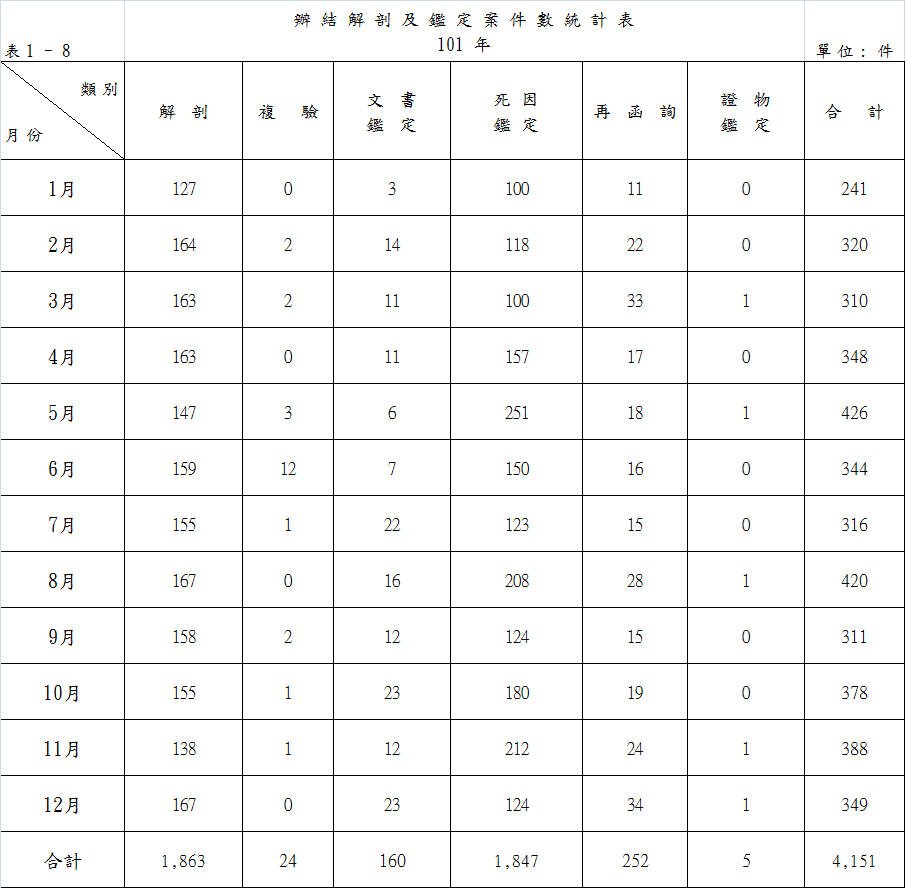 辦結解剖及鑑定案件數統計表
101 年
表1－8
單位：件
類別
月份
解剖
複驗
文書
鑑定
死因
鑑定
再函詢
證物
鑑定
合計
1月 127 0 3 100 11 0 241
2月 164 2 14 118 22 0 320
3月 163 2 11 100 33 1 310
4月 163 0 11 157 17 0 348
5月 147 3 6 251 18 1 426
6月 159 12 7 150 16 0 344
7月 155 1 22 123 15 0 316
8月 167 0 16 208 28 1 420
9月 158 2 12 124 15 0 311
10月 155 1 23 180 19 0 378
11月 138 1 12 212 24 1 388
12月 167 0 23 124 34 1 349
合計 1,863 24 160 1,847 252 5 4,151